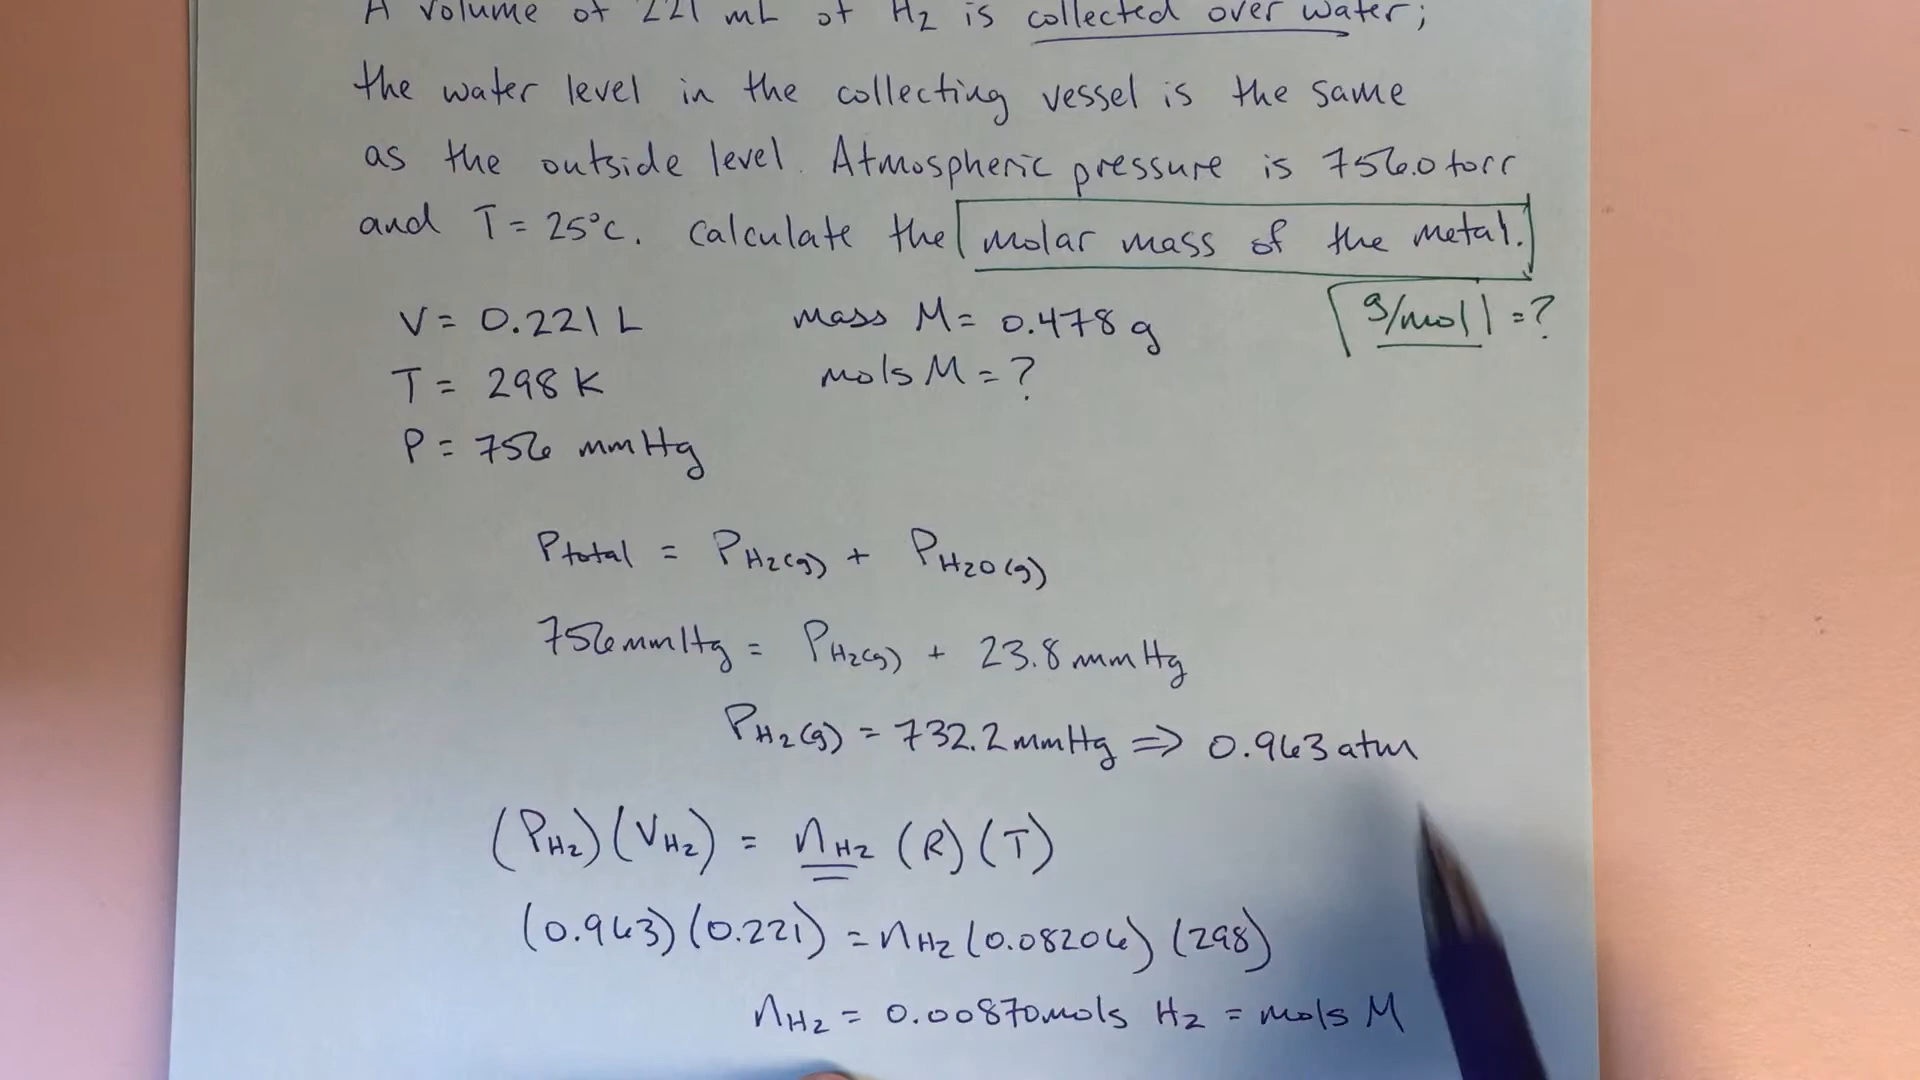 A volume of 221 mL of H2 is collected over water;
the water level in the collecting vessel is the same
as the outside level. Atmospheric pressure is 756.0 torr
and T = 25°C. Calculate the molar mass of the metal.
V = 0.221 L mass M = 0.478 g g/mol = ?
T = 298 K mols M = ?
P = 756 mmHg
Ptotal = PH2(g) + PH2O(g)
756 mmHg = PH2(g) + 23.8 mmHg
PH2(g) = 732.2 mmHg ⇒ 0.963 atm
(PH2)(VH2) = nH2 (R)(T)
(0.963)(0.221) = nH2 (0.08206)(298)
nH2 = 0.00870 mols H2 = mols M